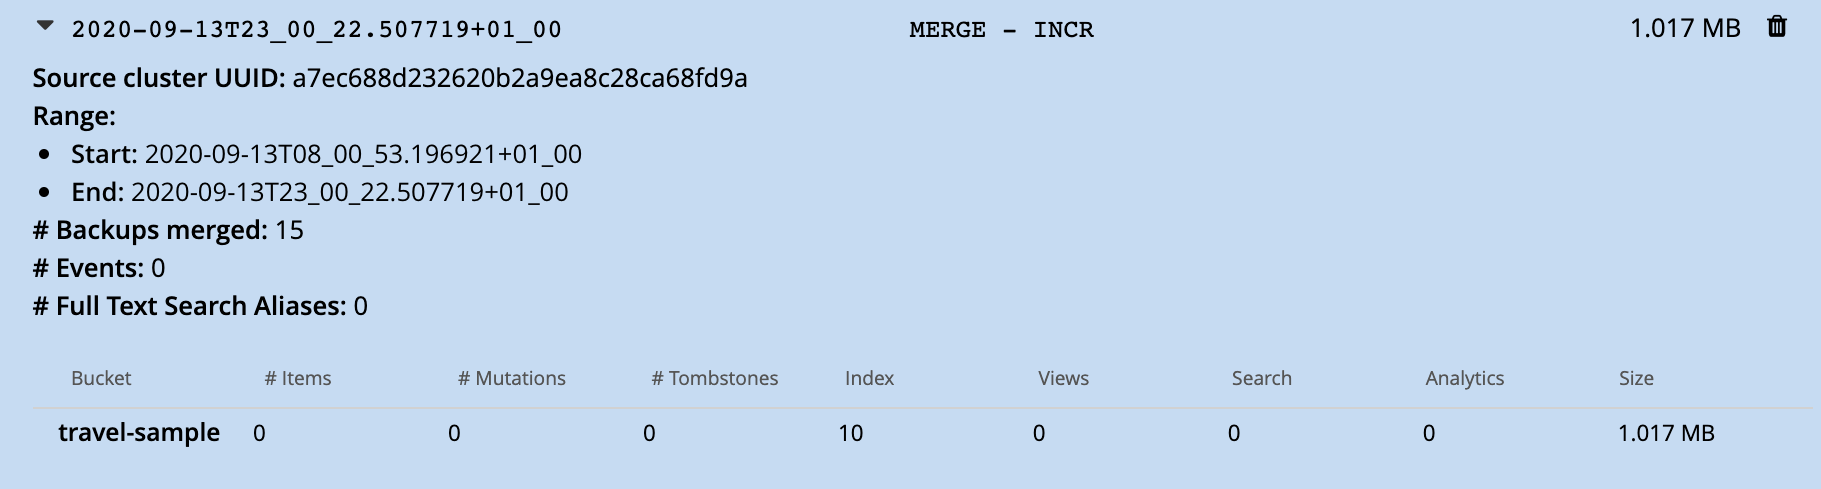 2020-09-13T23_00_22.507719+01_00 MERGE - INCR 1.017 MB
Source cluster UUID: a7ec688d232620b2a9ea8c28ca68fd9a
Range:
• Start: 2020-09-13T08_00_53.196921+01_00
• End: 2020-09-13T23_00_22.507719+01_00
# Backups merged: 15
# Events: 0
# Full Text Search Aliases: 0
Bucket # Items # Mutations # Tombstones Index Views Search Analytics Size
travel-sample 0 0 0 10 0 0 0 1.017 MB